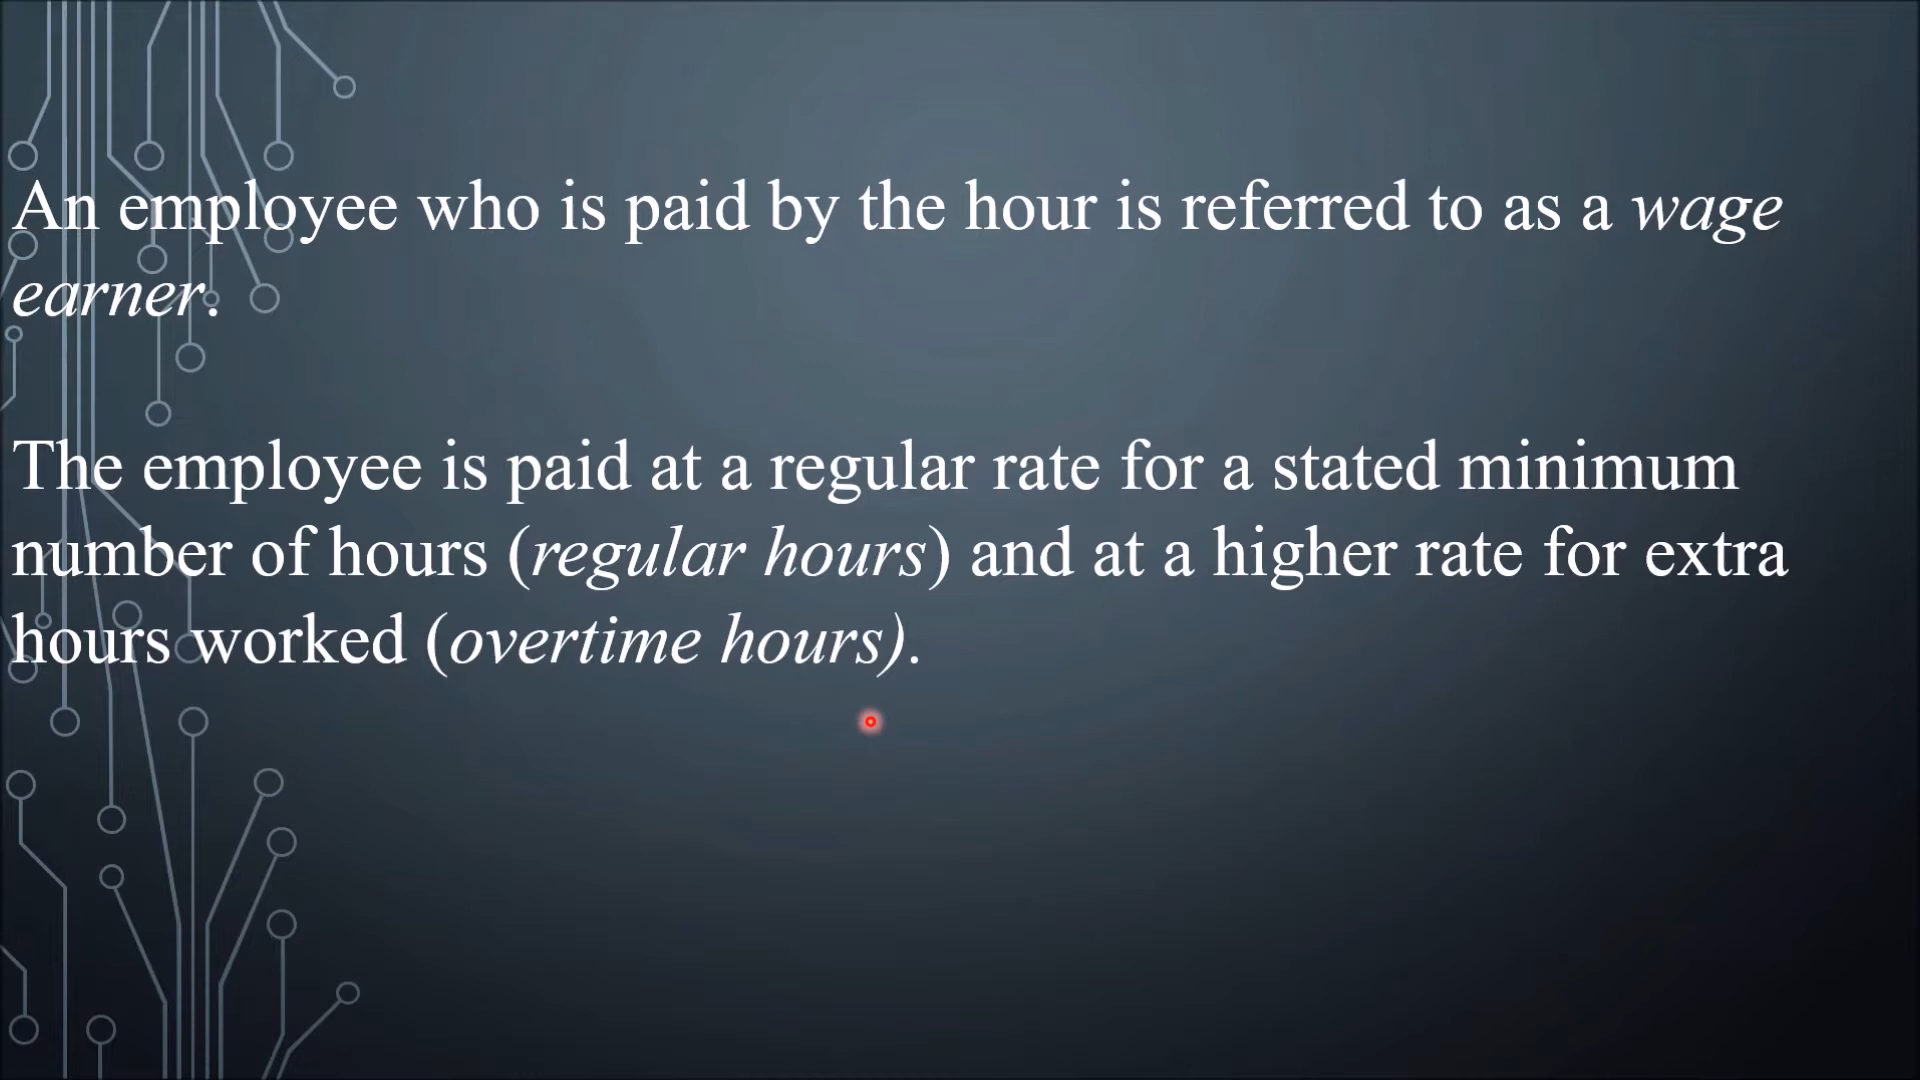 An employee who is paid by the hour is referred to as a wage
earner.
The employee is paid at a regular rate for a stated minimum
number of hours (regular hours) and at a higher rate for extra
hours worked (overtime hours).